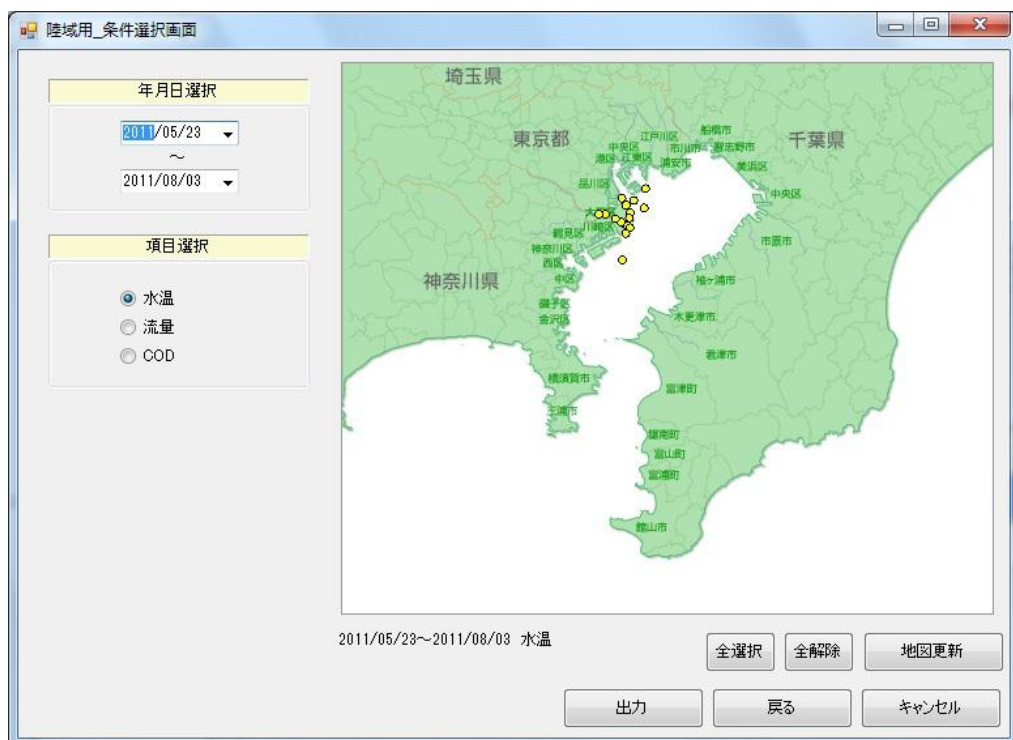 陸域用_条件選択画面
年月日選択
2011/05/23
～
2011/08/03
項目選択
水温
流量
COD
埼玉県
東京都
千葉県
神奈川県
江戸川区
船橋市
中央区
市川市
習志野市
港区
江東区
浦安市
美浜区
品川区
中央区
大田区
川崎区
鶴見区
神奈川区
市原市
西区
中区
袖ヶ浦市
磯子区
金沢区
木更津市
君津市
横須賀市
富津町
三浦市
鋸南町
富山町
富浦町
館山市
2011/05/23～2011/08/03 水温
全選択
全解除
地図更新
出力
戻る
キャンセル